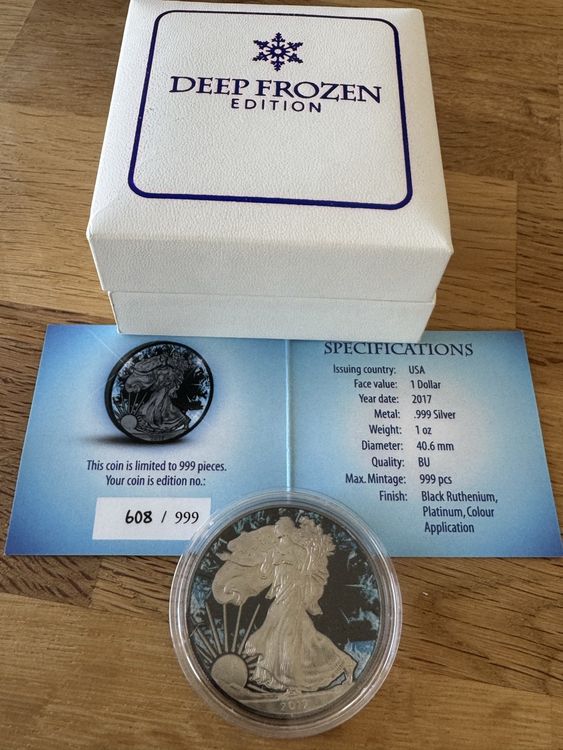 DEEP FROZEN
EDITION
This coin is limited to 999 pieces.
Your coin is edition no.:
608 / 999
SPECIFICATIONS
Issuing country: USA
Face value: 1 Dollar
Year date: 2017
Metal: .999 Silver
Weight: 1 oz
Diameter: 40.6 mm
Quality: BU
Max. Mintage: 999 pcs
Finish: Black Ruthenium,
Platinum, Colour
Application
2017